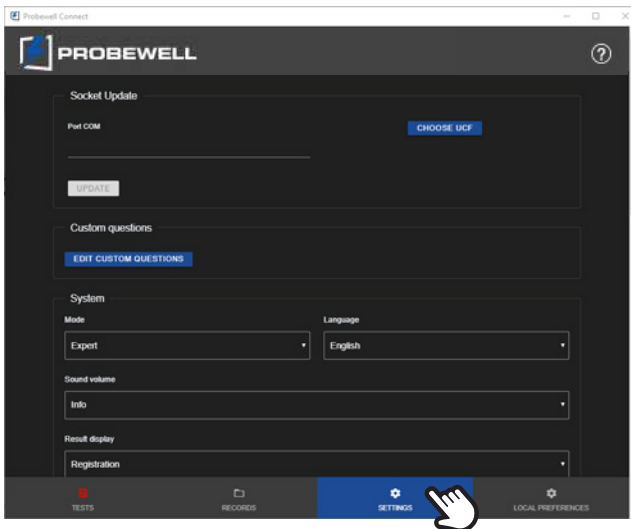 Probewell Connect
PROBEWELL
?
Socket Update
Port COM
CHOOSE UCF
UPDATE
Custom questions
EDIT CUSTOM QUESTIONS
System
Mode
Language
Expert
English
Sound volume
Info
Result display
Registration
TESTS
RECORDS
SETTINGS
LOCAL PREFERENCES